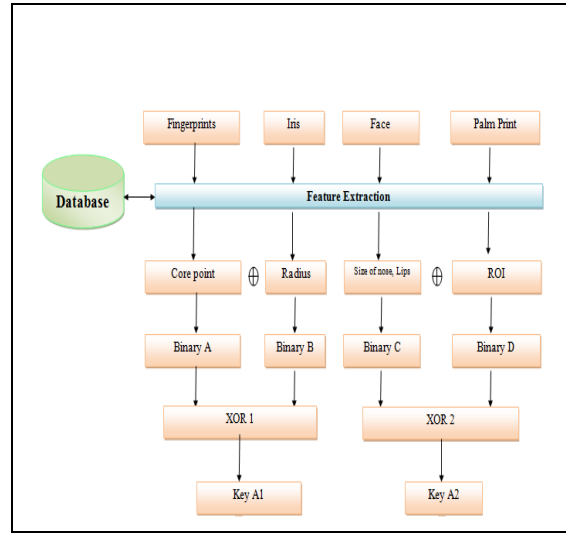 Fingerprints
Iris
Face
Palm Print
Database
Feature Extraction
Core point
⊕
Radius
Size of nose, Lips
⊕
ROI
Binary A
Binary B
Binary C
Binary D
XOR 1
XOR 2
Key A1
Key A2